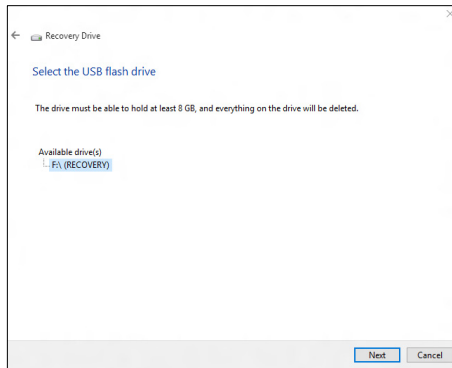 Recovery Drive
Select the USB flash drive
The drive must be able to hold at least 8 GB, and everything on the drive will be deleted.
Available drive(s)
F:\ (RECOVERY)
Next Cancel